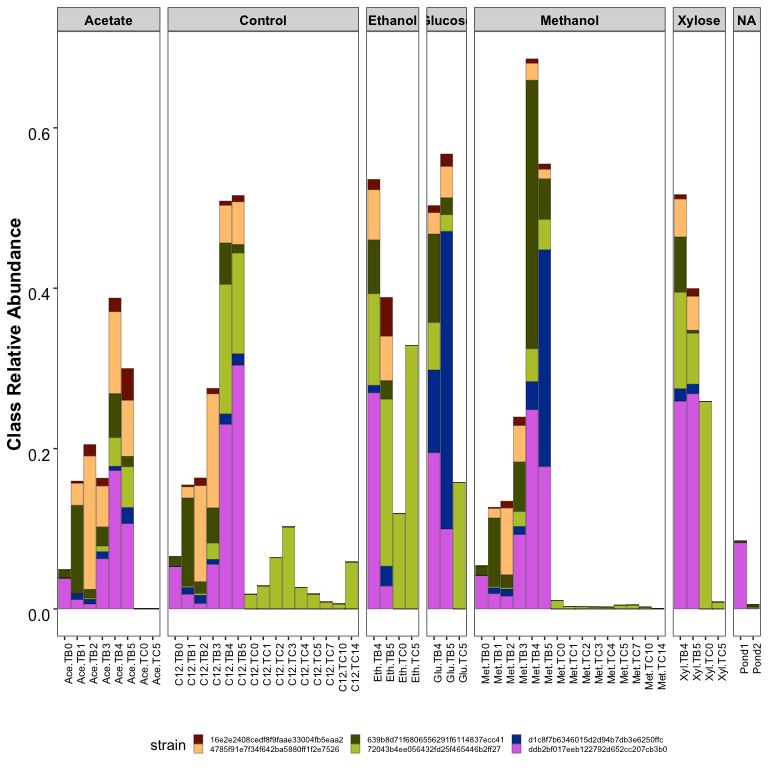 Acetate Control Ethanol Glucose Methanol Xylose NA
Class Relative Abundance
0.6
0.4
0.2
0.0
Ace.TB0 Ace.TB1 Ace.TB2 Ace.TB3 Ace.TB4 Ace.TB5 Ace.TC0 Ace.TC5 C12.TB0 C12.TB1 C12.TB2 C12.TB3 C12.TB4 C12.TB5 C12.TC0 C12.TC1 C12.TC2 C12.TC3 C12.TC4 C12.TC5 C12.TC7 C12.TC10 C12.TC14 Eth.TB4 Eth.TB5 Eth.TC0 Eth.TC5 Glu.TB4 Glu.TB5 Glu.TC5 Met.TB0 Met.TB1 Met.TB2 Met.TB3 Met.TB4 Met.TB5 Met.TC0 Met.TC1 Met.TC2 Met.TC3 Met.TC4 Met.TC5 Met.TC7 Met.TC10 Met.TC14 Xyl.TB4 Xyl.TB5 Xyl.TC0 Xyl.TC5 Pond1 Pond2
strain
16e2e2408cedf8f9faae33004fb5eaa2 639b8d71f6806556291f6114837ecc41 d1c8f7b6346015d2d94b7db3e6250ffc
4785f91e7f34f642ba5880ff1f2e7526 72043b4ee056432fd25f465446b2ff27 ddb2bf017eeb122792d652cc207cb3b0